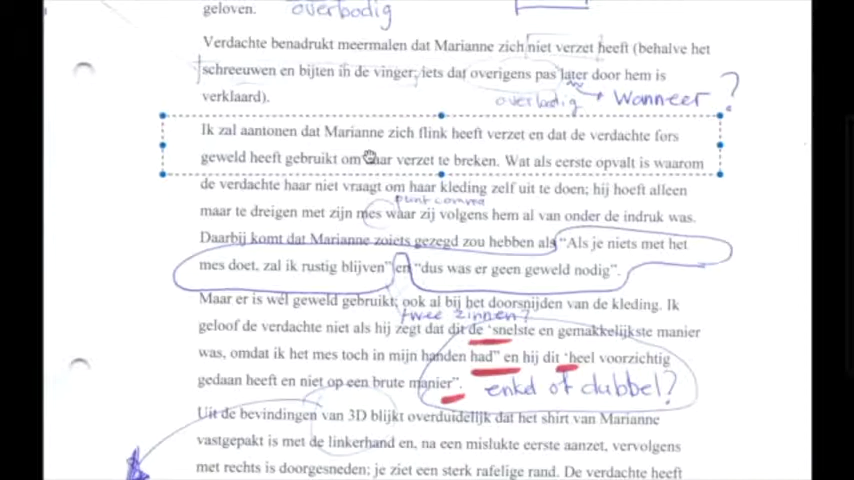 geloven. overbodig
Verdachte benadrukt meermalen dat Marianne zich niet verzet heeft (behalve het
schreeuwen en bijten in de vinger, iets dat overigens pas later door hem is
verklaard). overbodig Wanneer ?
Ik zal aantonen dat Marianne zich flink heeft verzet en dat de verdachte fors
geweld heeft gebruikt om haar verzet te breken. Wat als eerste opvalt is waarom
de verdachte haar niet vraagt om haar kleding zelf uit te doen; hij hoeft alleen
punt comma
maar te dreigen met zijn mes waar zij volgens hem al van onder de indruk was.
Daarbij komt dat Marianne zoiets gezegd zou hebben als “Als je niets met het
mes doet, zal ik rustig blijven” en “dus was er geen geweld nodig”.
Maar er is wél geweld gebruikt; ook al bij het doorsnijden van de kleding. Ik
twee zinnen?
geloof de verdachte niet als hij zegt dat dit de ‘snelste en gemakkelijkste manier
was, omdat ik het mes toch in mijn handen had” en hij dit ‘heel voorzichtig
gedaan heeft en niet op een brute manier”. enkel of dubbel?
Uit de bevindingen van 3D blijkt overduidelijk dat het shirt van Marianne
vastgepakt is met de linkerhand en, na een mislukte eerste aanzet, vervolgens
met rechts is doorgesneden; je ziet een sterk rafelige rand. De verdachte heeft